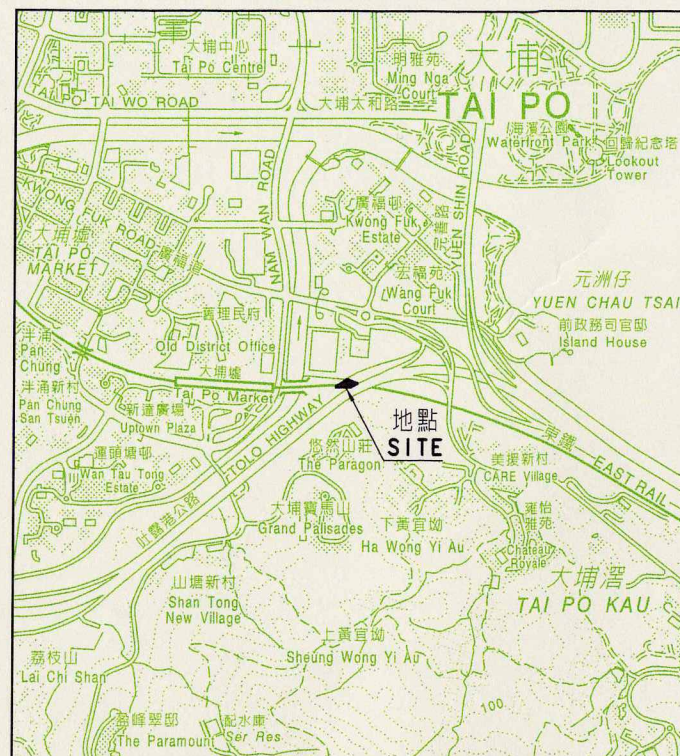 大埔中心
Tai Po Centre
明雅苑
Ming Nga
Court
大埔
TAI PO
TAI PO TAI WO ROAD
大埔太和路
海濱公園
Waterfront Park
回歸紀念塔
Lookout
Tower
KWONG FUK ROAD
廣福道
NAM WAN ROAD
廣福邨
Kwong Fuk
Estate
完善路
YUEN SHIN ROAD
大埔墟
TAI PO
MARKET
宏福苑
Wang Fuk
Court
元洲仔
YUEN CHAU TSAI
舊理民府
Old District Office
前政務司官邸
Island House
泮涌
Pan
Chung
大埔墟
Tai Po Market
泮涌新村
Pan Chung
San Tsuen
新達廣場
Uptown Plaza
地點
SITE
運頭塘邨
Wan Tau Tong
Estate
吐露港公路
TOLO HIGHWAY
悠然山莊
The Paragon
東鐵
EAST RAIL
美援新村
CARE Village
大埔寶馬山
Grand Palisades
下黃宜坳
Ha Wong Yi Au
雍怡
雅苑
Chateau
Royale
大埔滘
TAI PO KAU
山塘新村
Shan Tong
New Village
上黃宜坳
Sheung Wong Yi Au
荔枝山
Lai Chi Shan
100
盈峰翠邸
The Paramount
配水庫
Ser Res